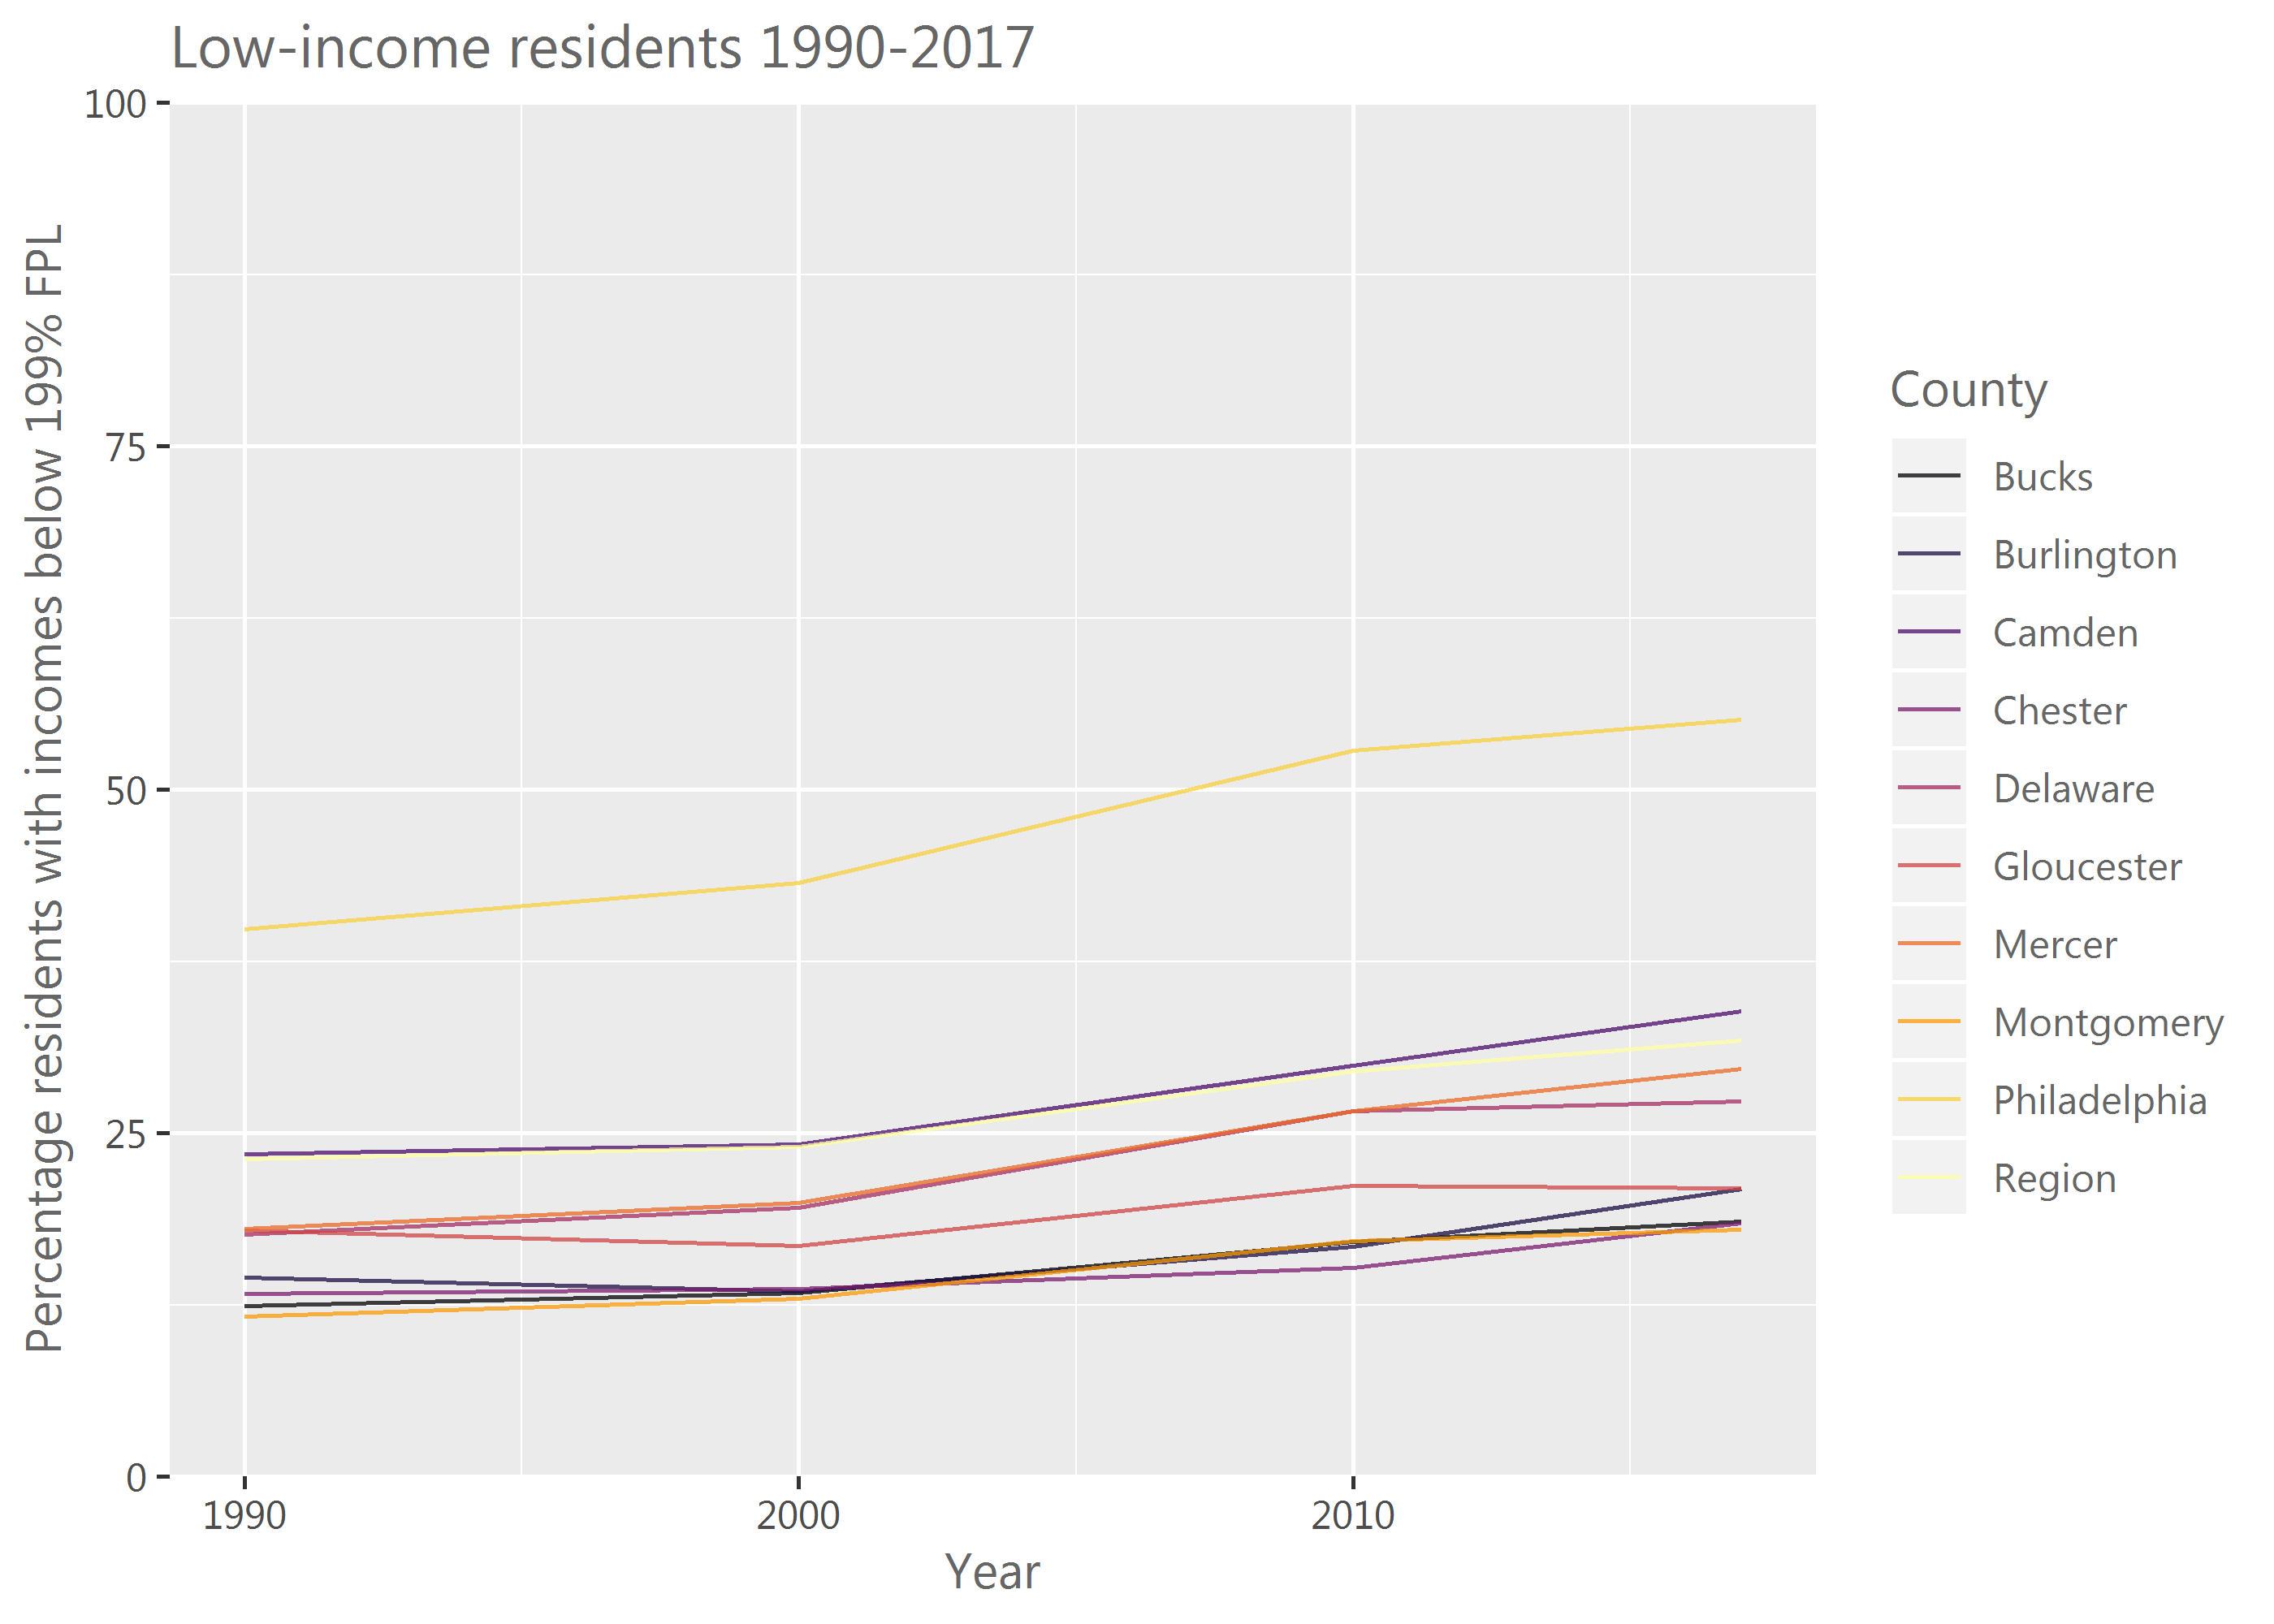 Low-income residents 1990-2017
Percentage residents with incomes below 199% FPL
100
75
50
25
0
1990
2000
2010
Year
County
Bucks
Burlington
Camden
Chester
Delaware
Gloucester
Mercer
Montgomery
Philadelphia
Region